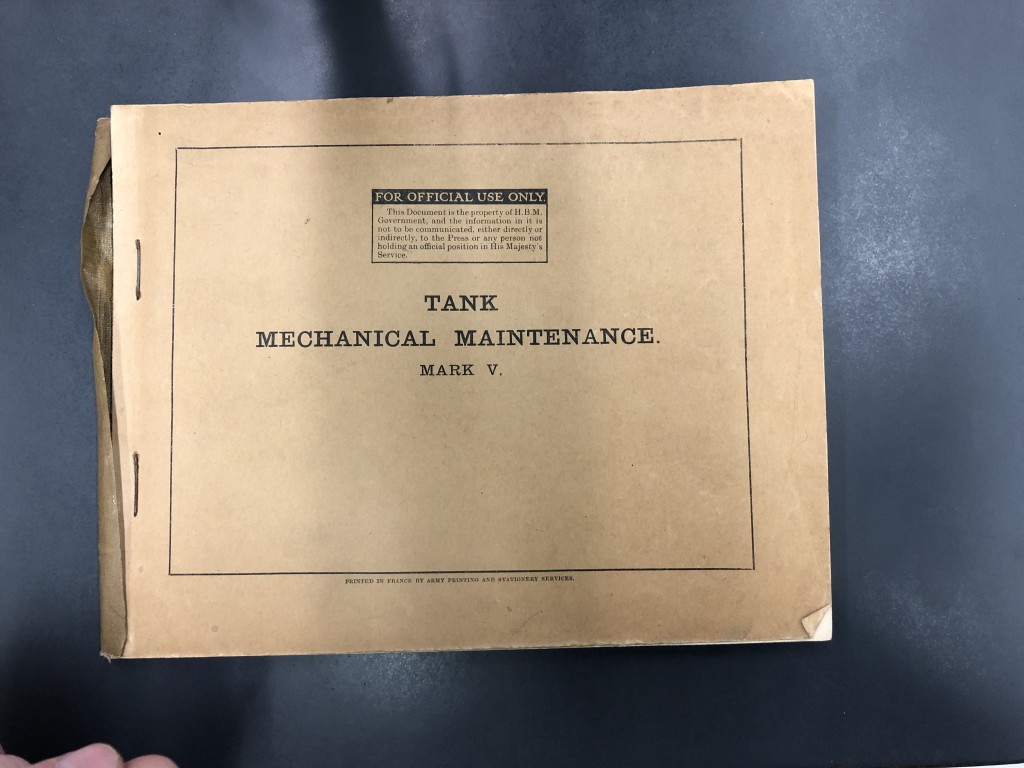 FOR OFFICIAL USE ONLY.
This Document is the property of H.B.M.
Government, and the information in it is
not to be communicated, either directly or
indirectly, to the Press or any person not
holding an official position in His Majesty's
Service.
TANK
MECHANICAL MAINTENANCE.
MARK V.
PRINTED IN FRANCE BY ARMY PRINTING AND STATIONERY SERVICES.